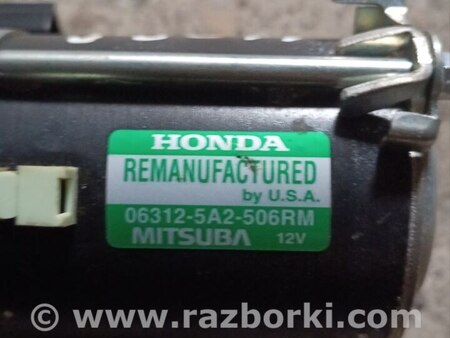 HONDA
REMANUFACTURED
by U.S.A.
06312-5A2-506RM
MITSUBA 12V
© www.razborki.com